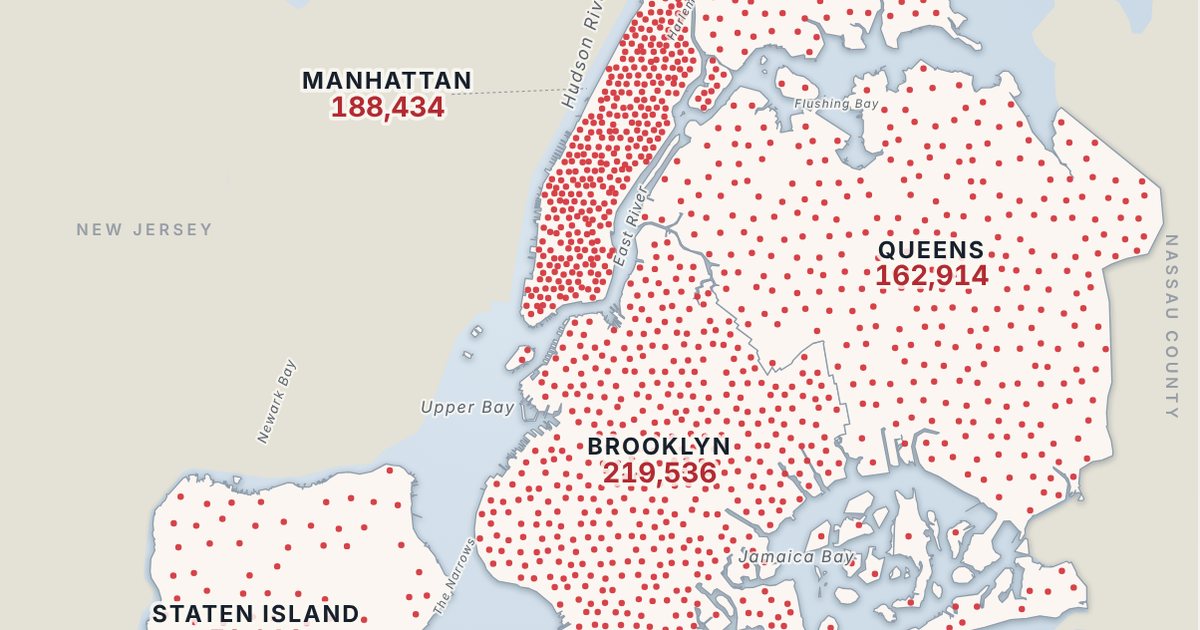 Hudson
Harlem
MANHATTAN
188,434
Flushing Bay
NEW JERSEY
East River
QUEENS
162,914
NASSAU COUNTY
Newark Bay
Upper Bay
BROOKLYN
219,536
Jamaica Bay
The Narrows
STATEN ISLAND